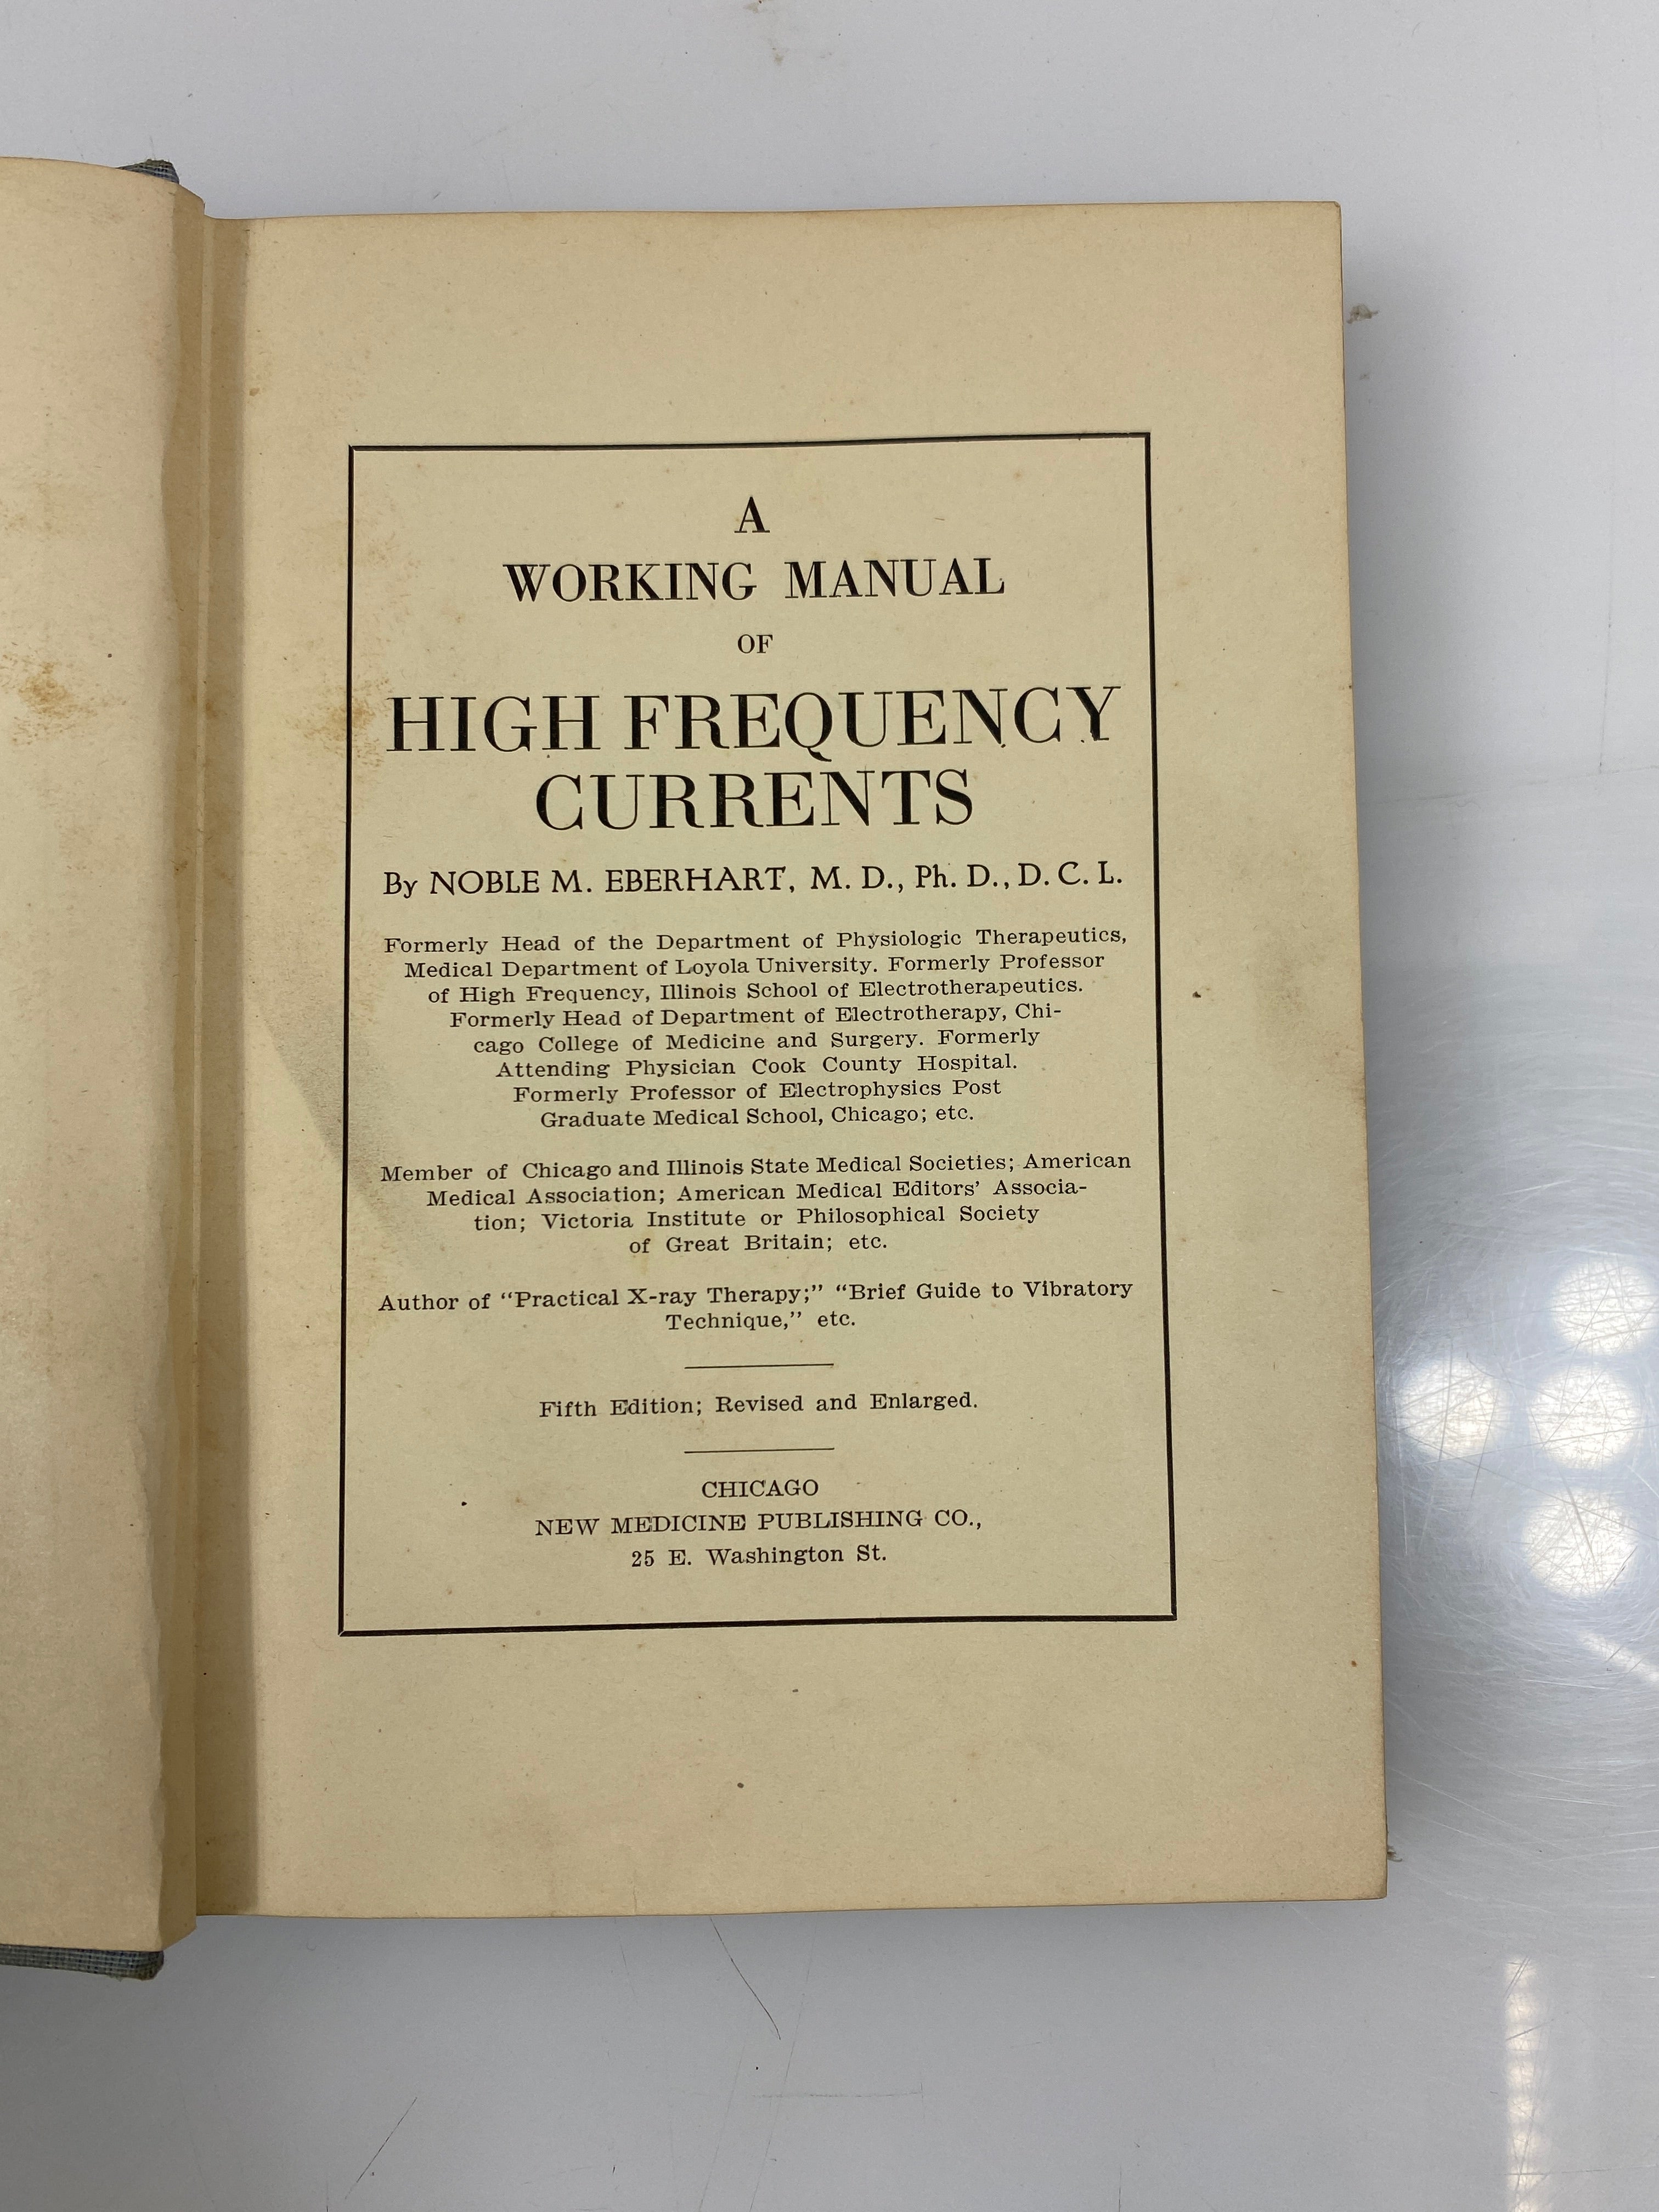 A
WORKING MANUAL
OF
HIGH FREQUENCY
CURRENTS
By NOBLE M. EBERHART, M. D., Ph. D., D. C. L.
Formerly Head of the Department of Physiologic Therapeutics,
Medical Department of Loyola University. Formerly Professor
of High Frequency, Illinois School of Electrotherapeutics.
Formerly Head of Department of Electrotherapy, Chi-
cago College of Medicine and Surgery. Formerly
Attending Physician Cook County Hospital.
Formerly Professor of Electrophysics Post
Graduate Medical School, Chicago; etc.
Member of Chicago and Illinois State Medical Societies; American
Medical Association; American Medical Editors' Associa-
tion; Victoria Institute or Philosophical Society
of Great Britain; etc.
Author of "Practical X-ray Therapy;" "Brief Guide to Vibratory
Technique," etc.
Fifth Edition; Revised and Enlarged.
CHICAGO
NEW MEDICINE PUBLISHING CO.,
25 E. Washington St.